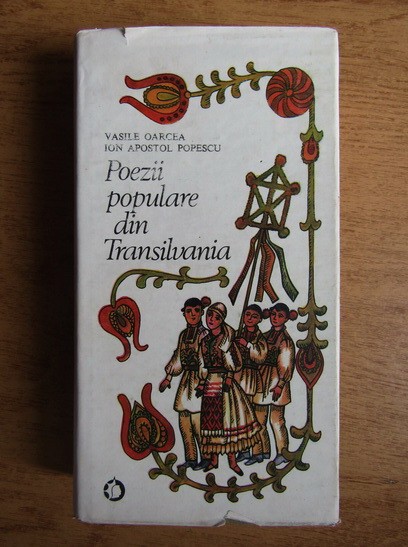 VASILE OARCEA
ION APOSTOL POPESCU
Poezii
populare
din
Transilvania